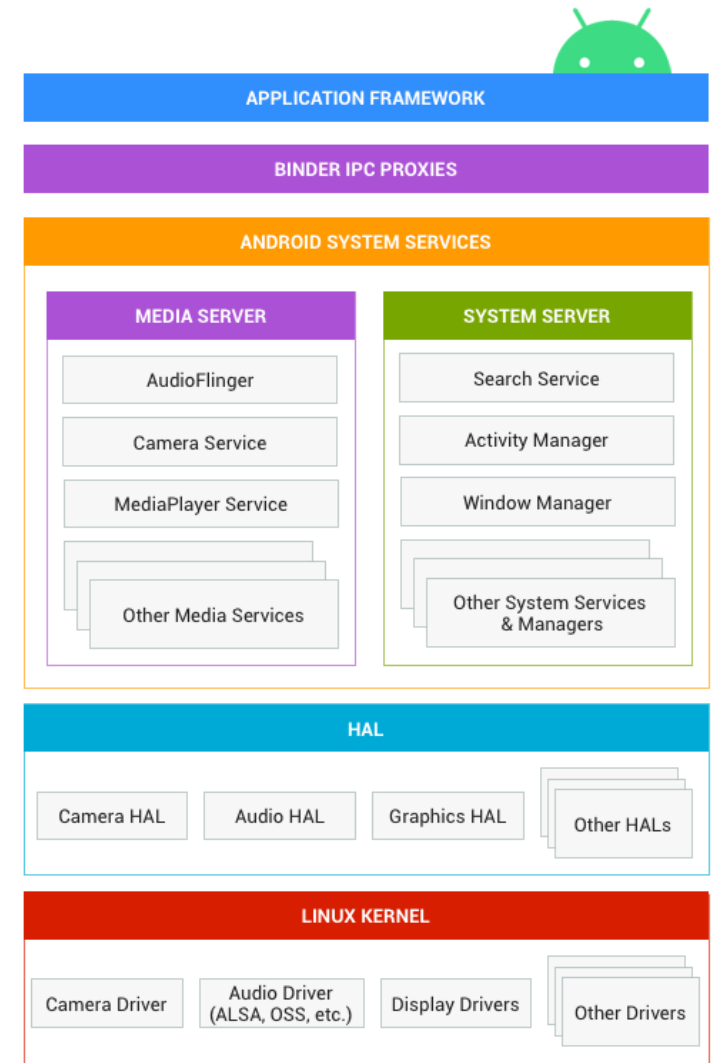 APPLICATION FRAMEWORK
BINDER IPC PROXIES
ANDROID SYSTEM SERVICES
MEDIA SERVER
AudioFlinger
Camera Service
MediaPlayer Service
Other Media Services
SYSTEM SERVER
Search Service
Activity Manager
Window Manager
Other System Services
& Managers
HAL
Camera HAL
Audio HAL
Graphics HAL
Other HALs
LINUX KERNEL
Camera Driver
Audio Driver
(ALSA, OSS, etc.)
Display Drivers
Other Drivers